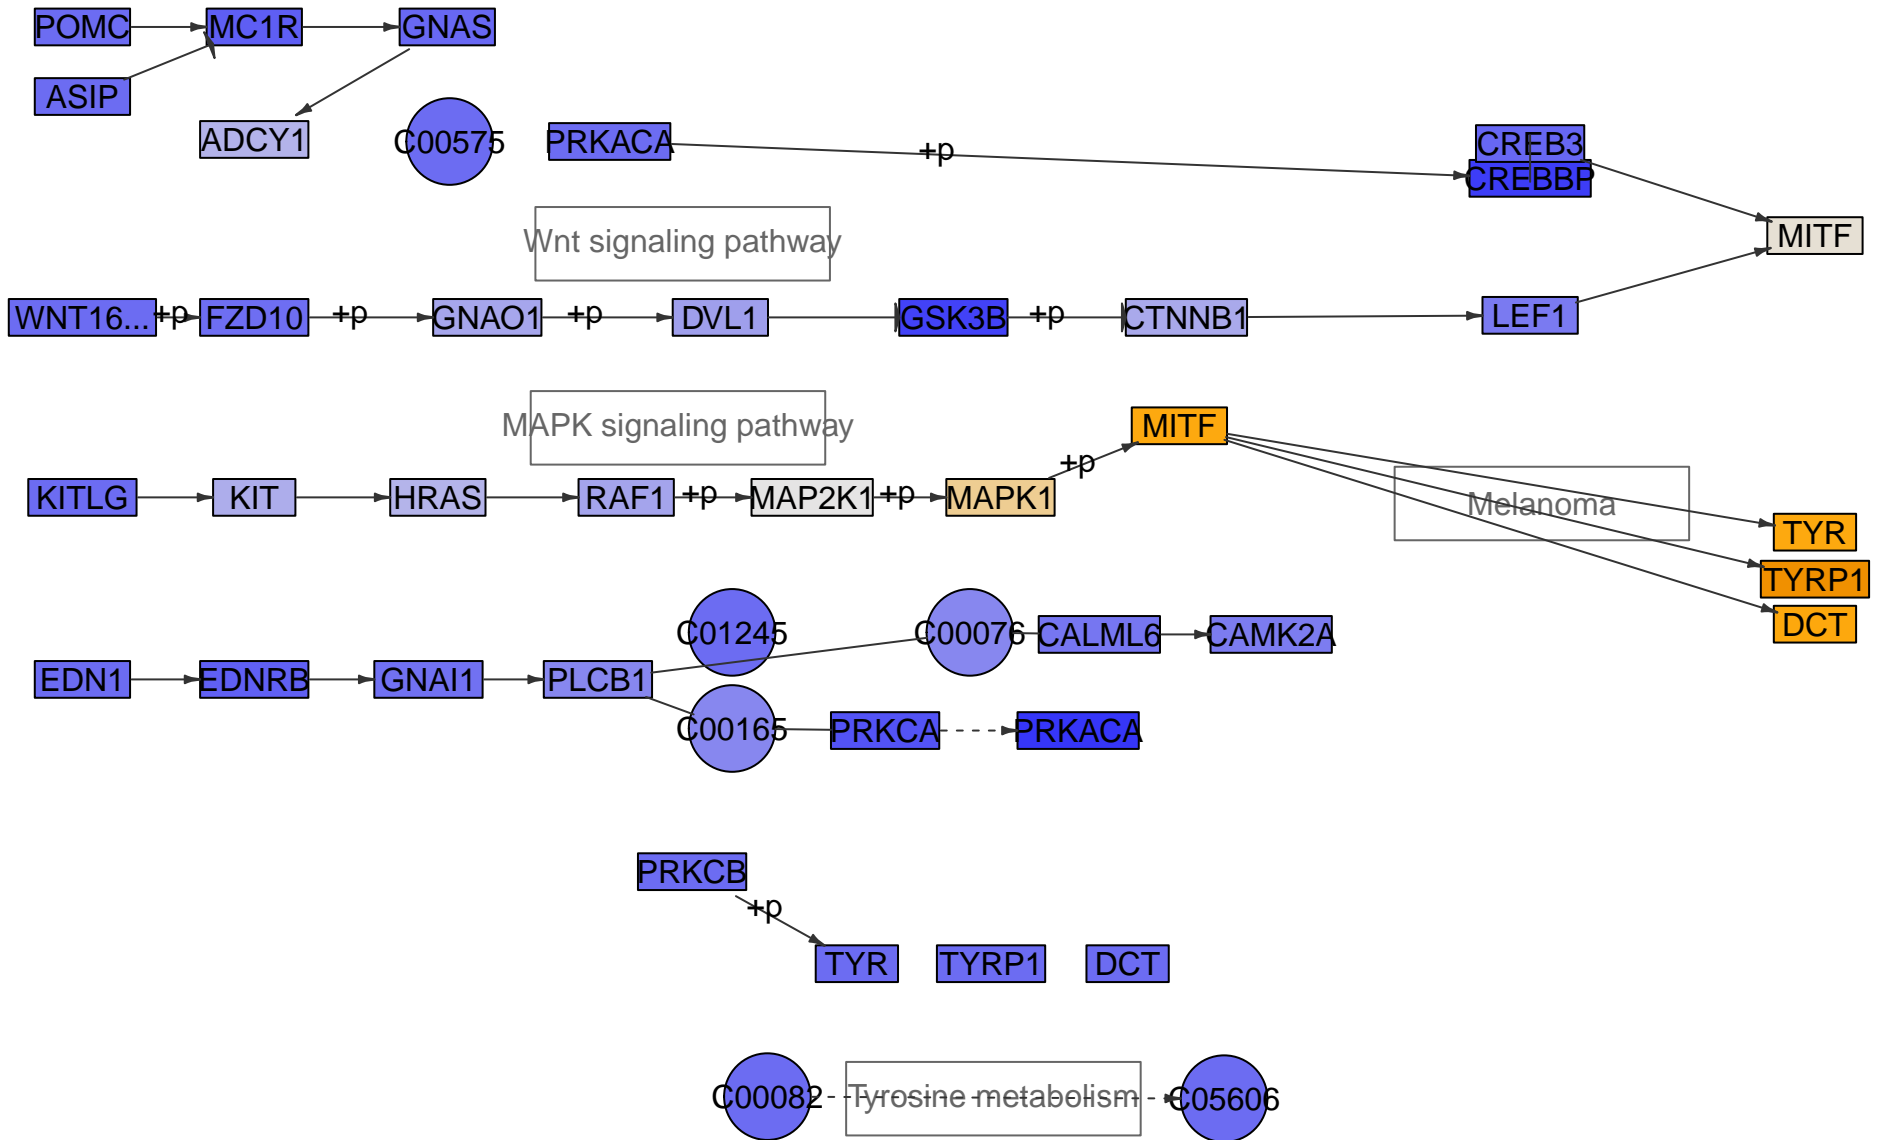 POMC
MC1R
GNAS
ASIP
ADCY1
C00575
PRKACA
+p
CREB3
CREBBP
MITF
Wnt signaling pathway
WNT16...
+p
FZD10
+p
GNAO1
+p
DVL1
GSK3B
+p
CTNNB1
LEF1
MAPK signaling pathway
MITF
+p
KITLG
KIT
HRAS
RAF1
+p
MAP2K1
+p
MAPK1
Melanoma
TYR
TYRP1
DCT
C01245
C00076
CALML6
CAMK2A
EDN1
EDNRB
GNAI1
PLCB1
C00165
PRKCA
PRKACA
PRKCB
+p
TYR
TYRP1
DCT
C00082
Tyrosine metabolism
C05606